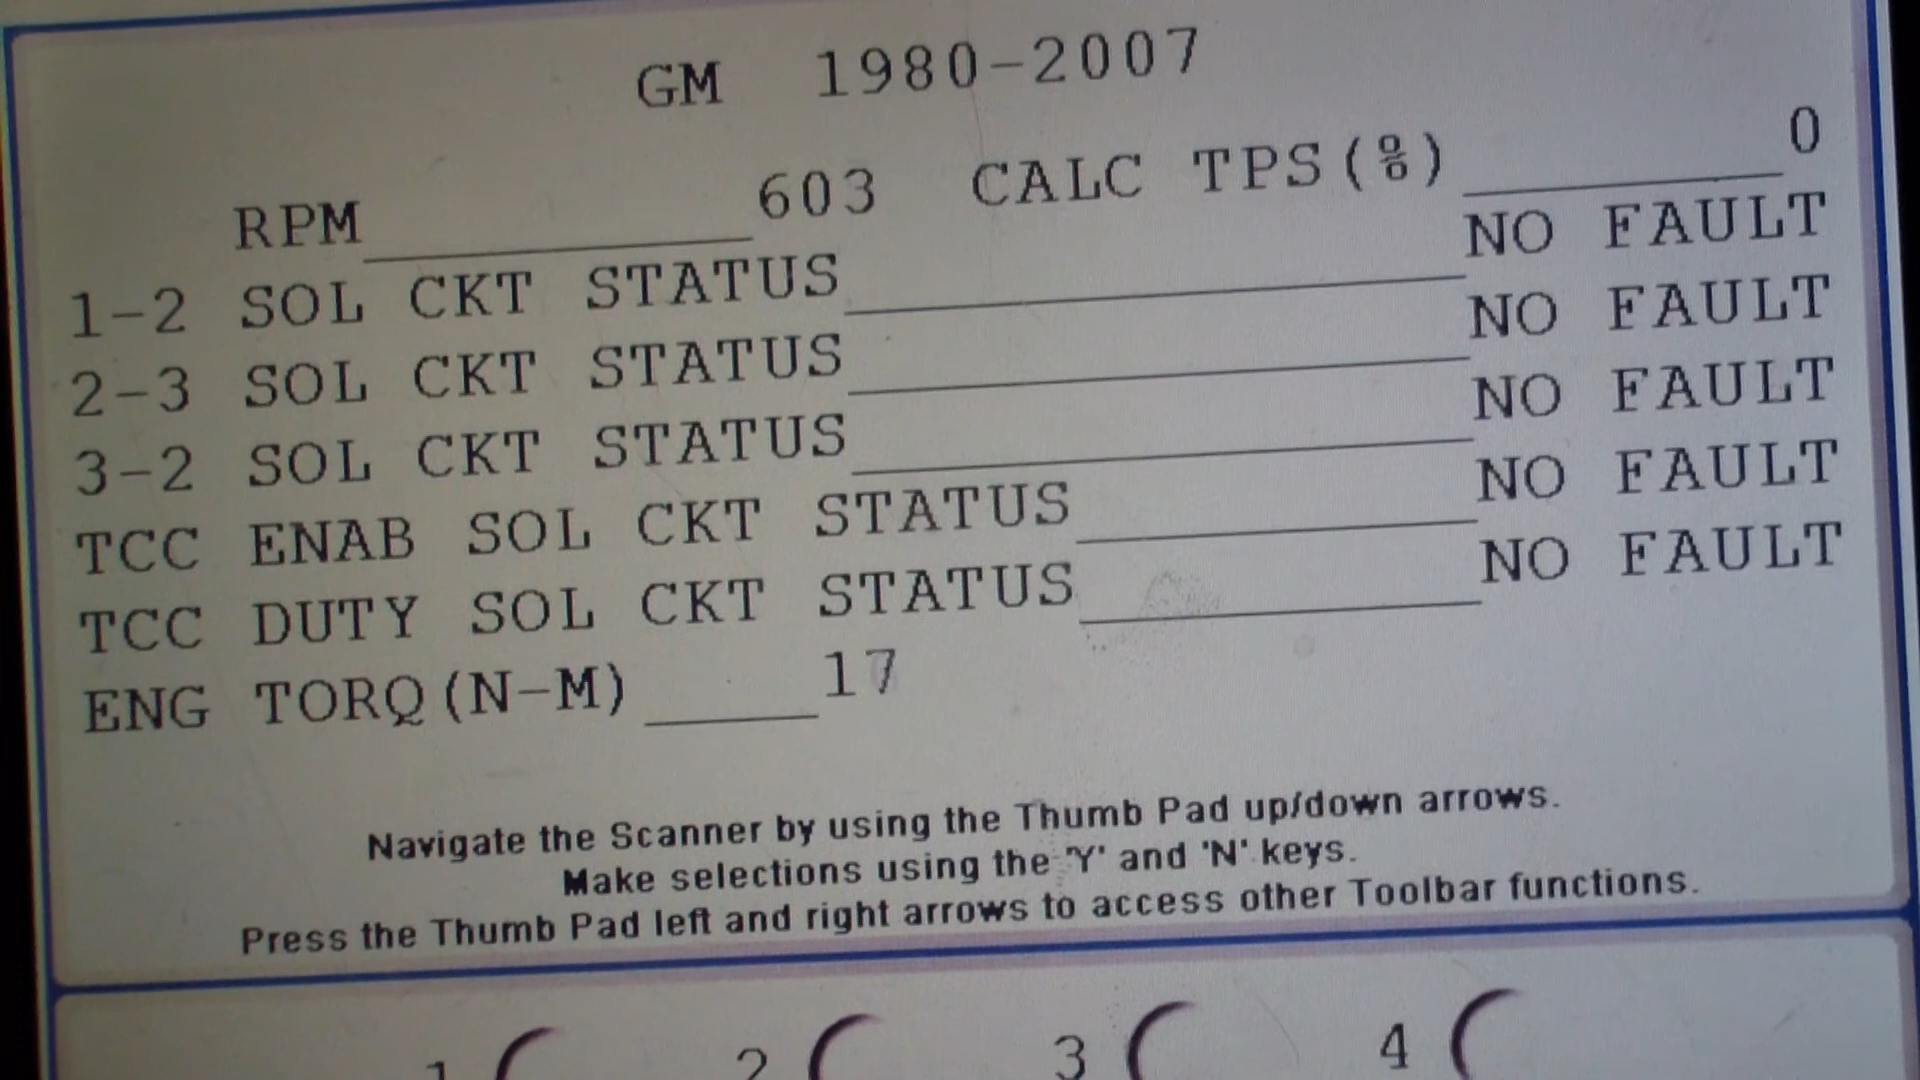 GM 1980-2007
RPM 603 CALC TPS(%) 0
1-2 SOL CKT STATUS NO FAULT
2-3 SOL CKT STATUS NO FAULT
3-2 SOL CKT STATUS NO FAULT
TCC ENAB SOL CKT STATUS NO FAULT
TCC DUTY SOL CKT STATUS NO FAULT
ENG TORQ(N-M) 17
Navigate the Scanner by using the Thumb Pad up/down arrows.
Make selections using the 'Y' and 'N' keys.
Press the Thumb Pad left and right arrows to access other Toolbar functions.
1 2 3 4